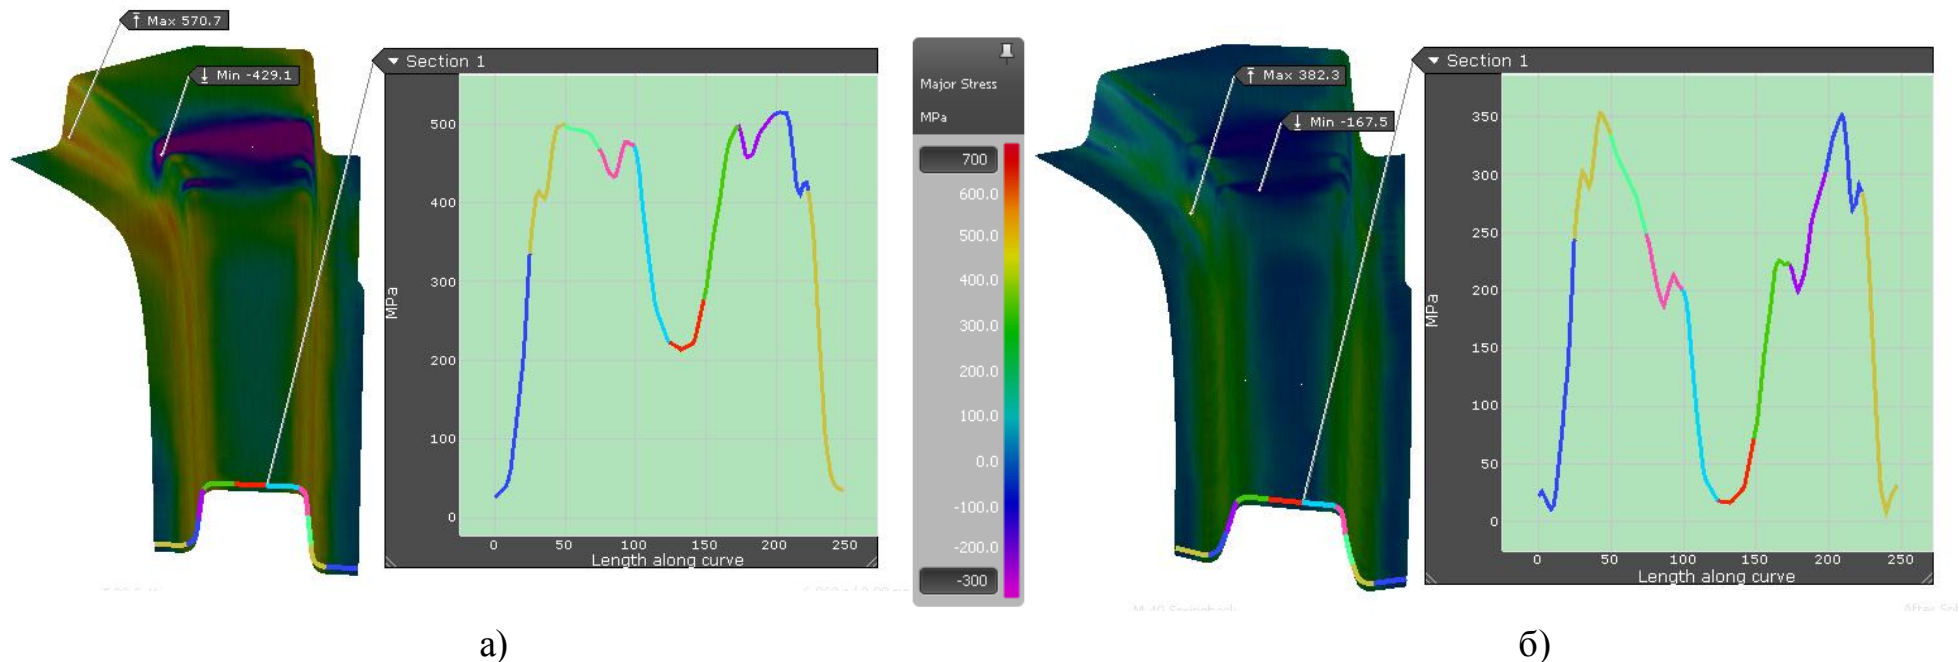 Max 570.7
Min -429.1
Section 1
500
400
300
200
100
0
MPa
0 50 100 150 200 250
Length along curve
Major Stress
MPa
700
600.0
500.0
400.0
300.0
200.0
100.0
0.0
-100.0
-200.0
-300
Max 382.3
Min -167.5
Section 1
350
300
250
200
150
100
50
0
MPa
0 50 100 150 200 250
Length along curve
а)
б)